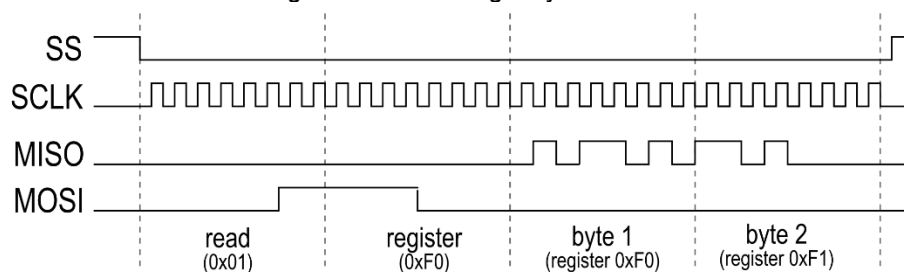 SS
SCLK
MISO
MOSI
read
(0x01)
register
(0xF0)
byte 1
(register 0xF0)
byte 2
(register 0xF1)